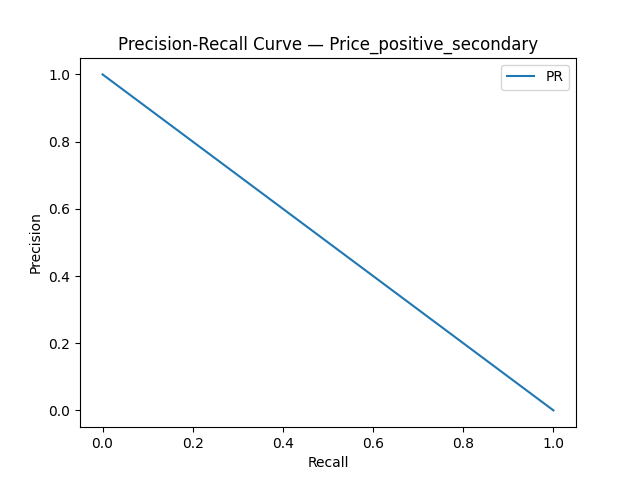 Precision-Recall Curve — Price_positive_secondary
PR
1.0
0.8
0.6
0.4
0.2
0.0
Precision
0.0 0.2 0.4 0.6 0.8 1.0
Recall